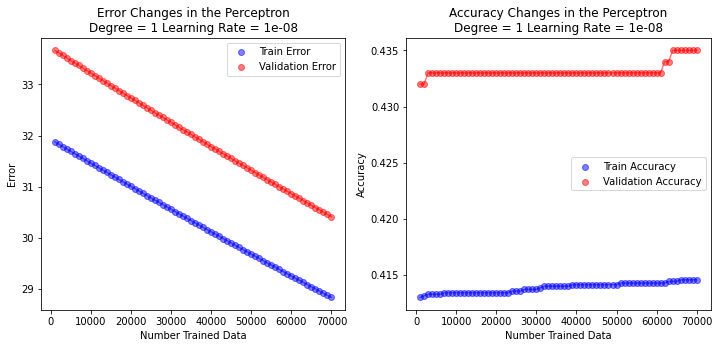 Error Changes in the Perceptron
Degree = 1 Learning Rate = 1e-08
Train Error
Validation Error
33
32
31
30
29
Error
0 10000 20000 30000 40000 50000 60000 70000
Number Trained Data
Accuracy Changes in the Perceptron
Degree = 1 Learning Rate = 1e-08
0.435
0.430
0.425
0.420
0.415
Accuracy
Train Accuracy
Validation Accuracy
0 10000 20000 30000 40000 50000 60000 70000
Number Trained Data